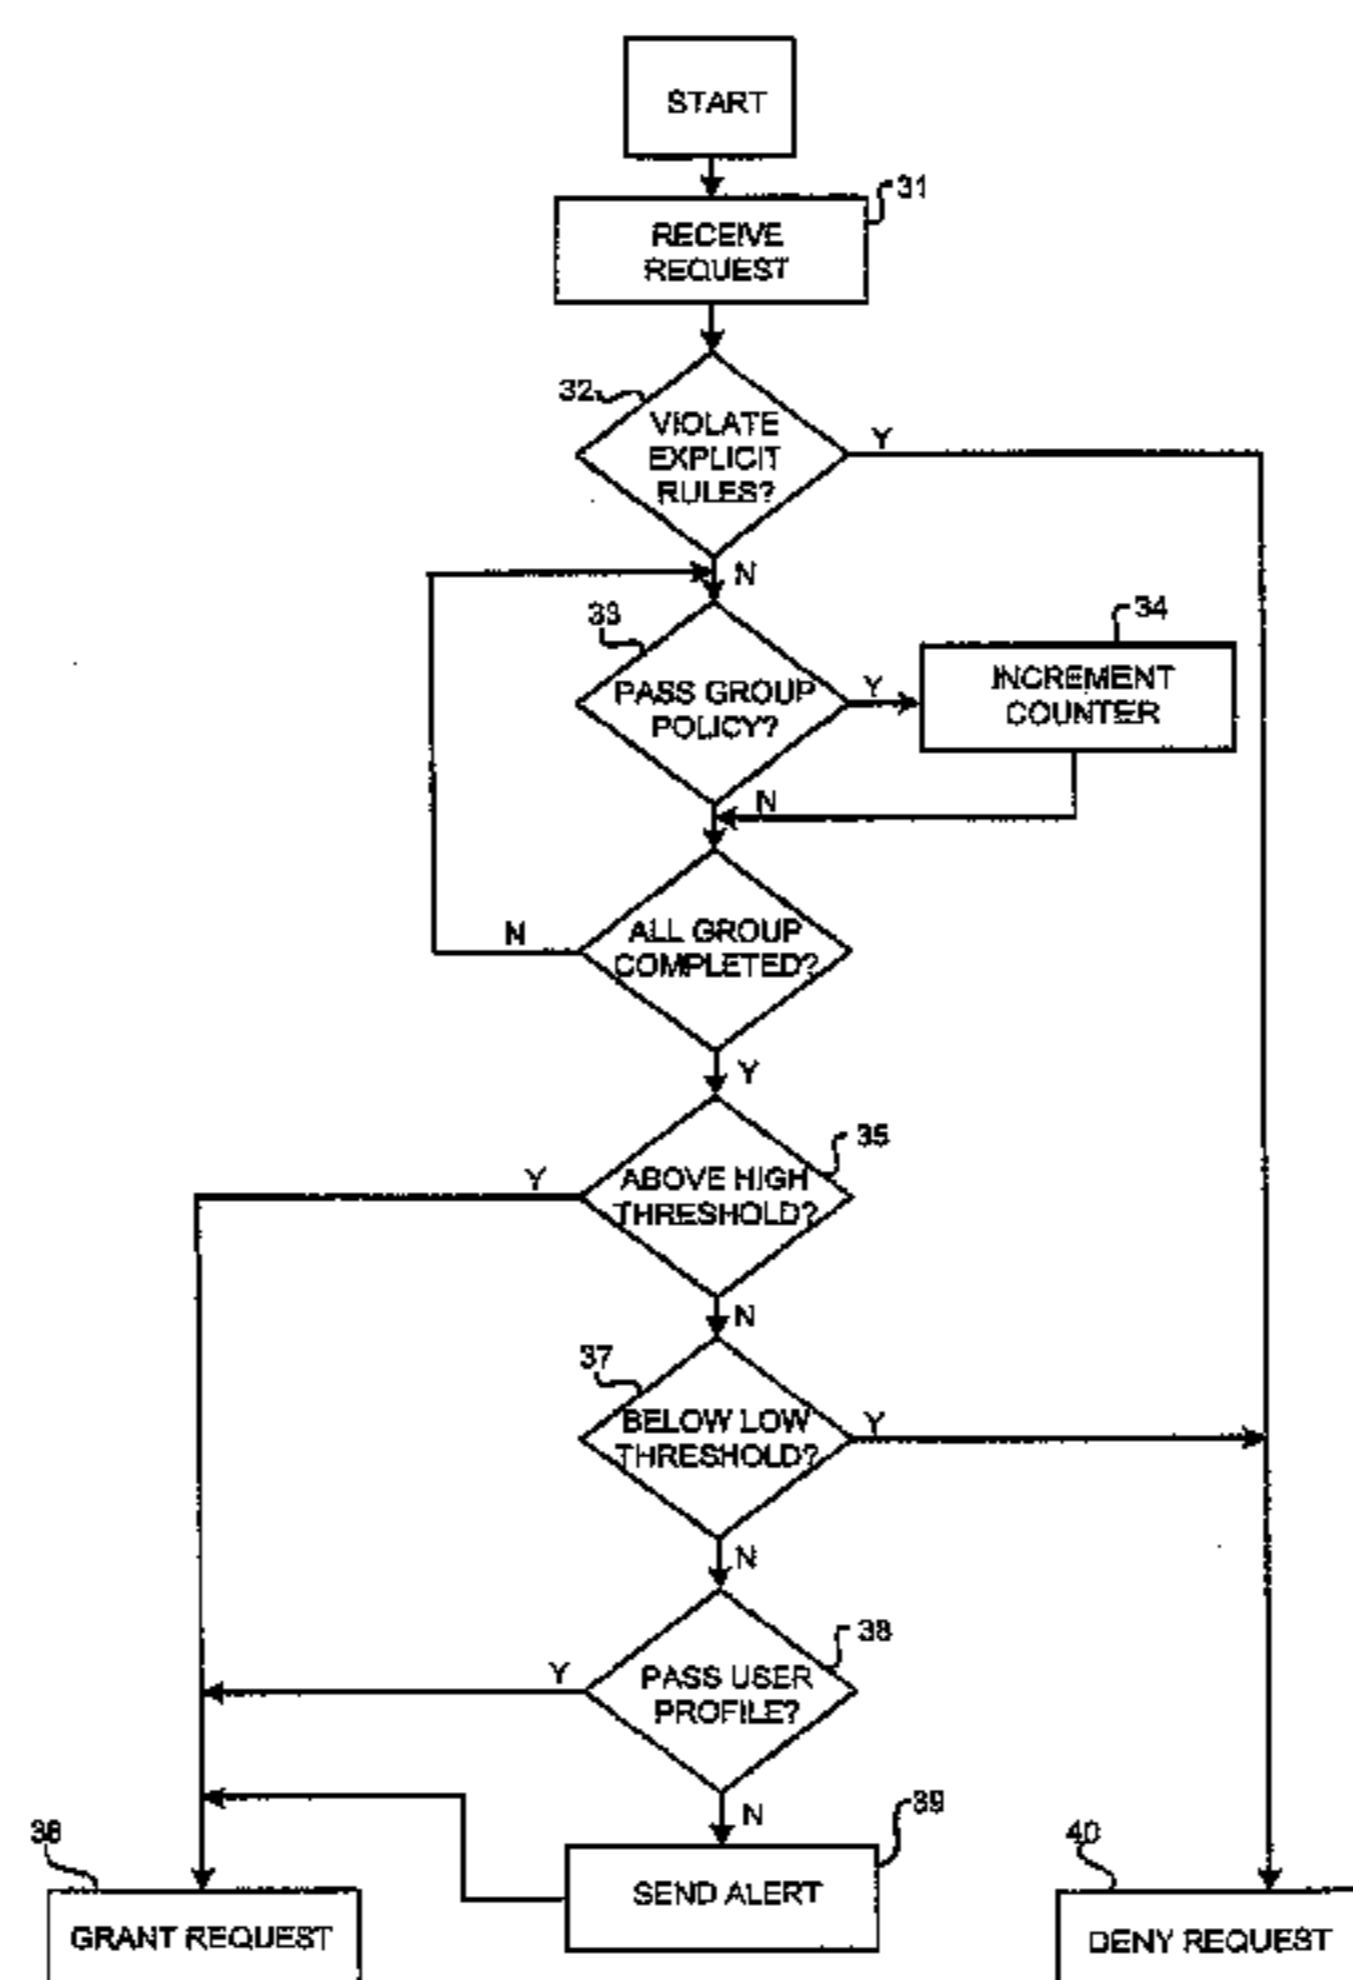 START
31
RECEIVE
REQUEST
32
VIOLATE
EXPLICIT
RULES?
Y
N
33
PASS GROUP
POLICY?
Y
34
INCREMENT
COUNTER
N
ALL GROUP
COMPLETED?
N
Y
35
ABOVE HIGH
THRESHOLD?
Y
N
37
BELOW LOW
THRESHOLD?
Y
N
38
PASS USER
PROFILE?
Y
N
39
SEND ALERT
36
GRANT REQUEST
40
DENY REQUEST